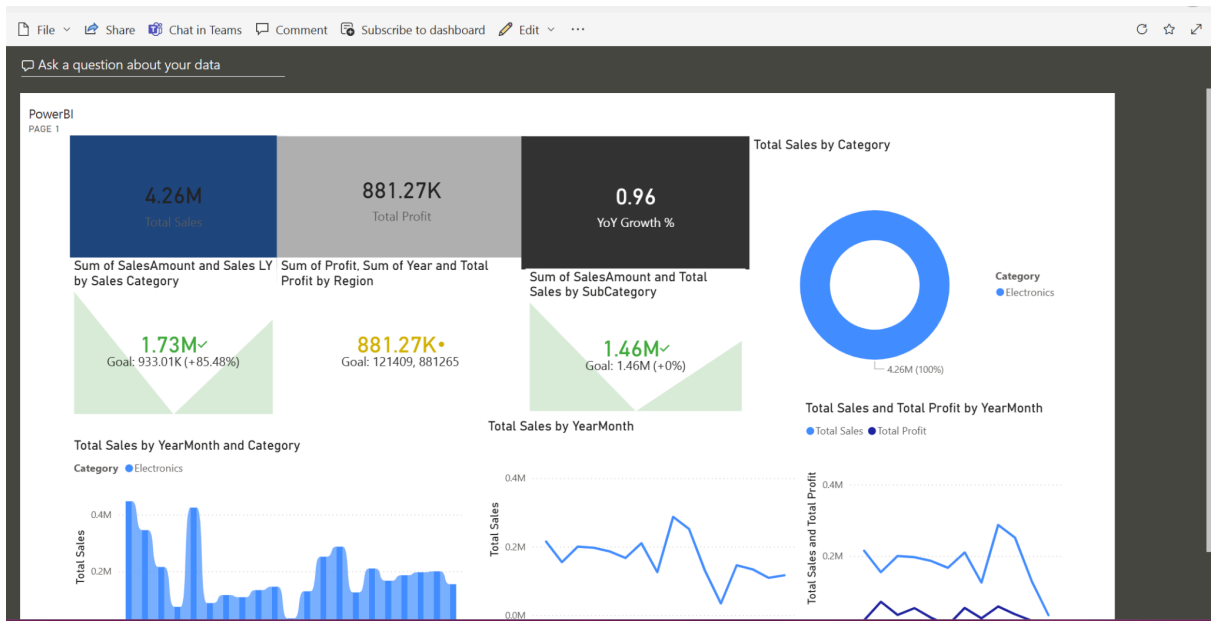 File Share Chat in Teams Comment Subscribe to dashboard Edit ...
Ask a question about your data
PowerBI
PAGE 1
4.26M
Total Sales
881.27K
Total Profit
0.96
YoY Growth %
Total Sales by Category
Category
Electronics
4.26M (100%)
Sum of SalesAmount and Sales LY
by Sales Category
1.73M
Goal: 933.01K (+85.48%)
Sum of Profit, Sum of Year and Total
Profit by Region
881.27K
Goal: 121409, 881265
Sum of SalesAmount and Total
Sales by SubCategory
1.46M
Goal: 1.46M (+0%)
Total Sales by YearMonth and Category
Category Electronics
Total Sales
0.4M
0.2M
Total Sales by YearMonth
Total Sales
0.4M
0.2M
0.0M
Total Sales and Total Profit by YearMonth
Total Sales Total Profit
Total Sales and Total Profit
0.4M
0.2M